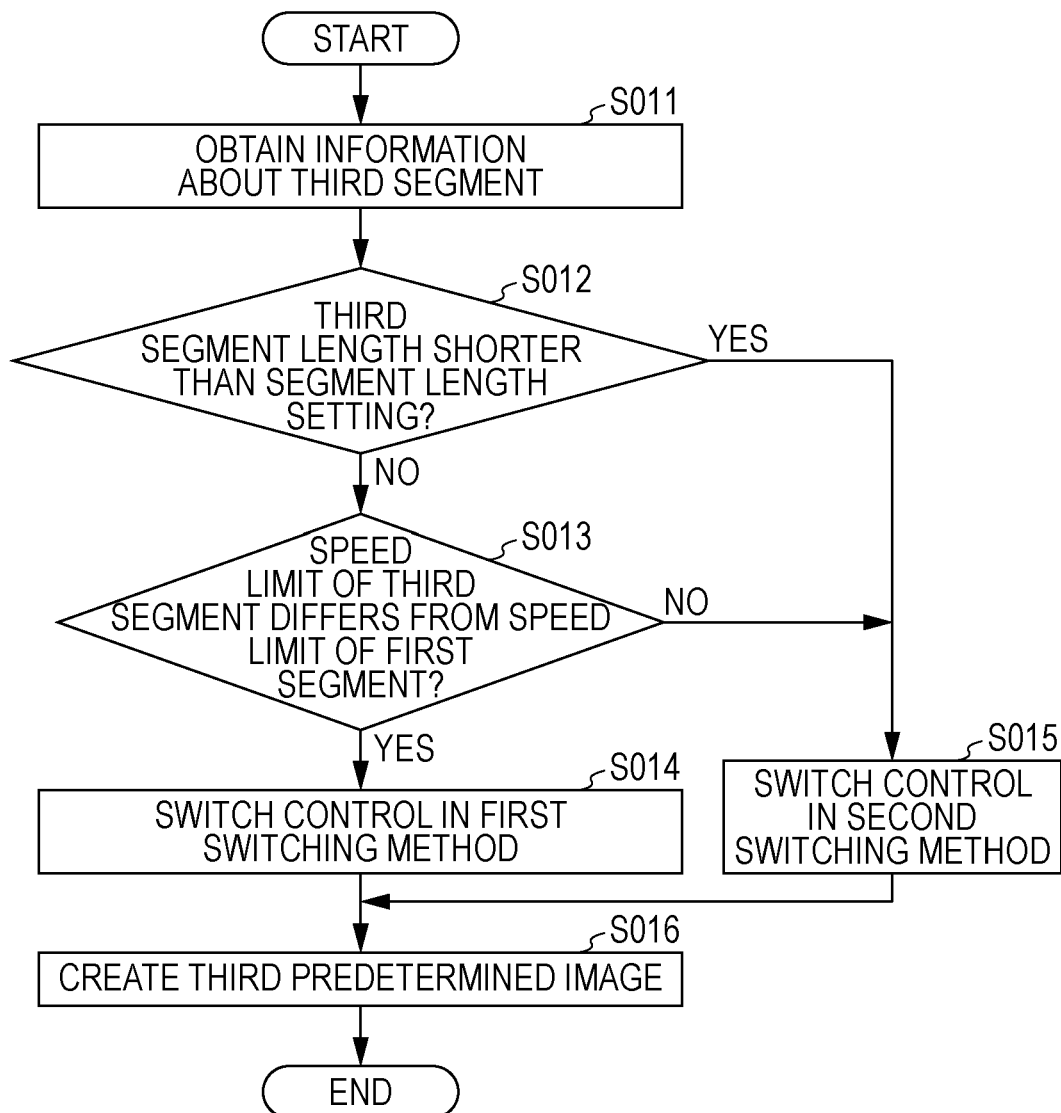 START
S011
OBTAIN INFORMATION
ABOUT THIRD SEGMENT
S012
THIRD
SEGMENT LENGTH SHORTER
THAN SEGMENT LENGTH
SETTING?
YES
NO
S013
SPEED
LIMIT OF THIRD
SEGMENT DIFFERS FROM SPEED
LIMIT OF FIRST
SEGMENT?
NO
YES
S014
SWITCH CONTROL IN FIRST
SWITCHING METHOD
S015
SWITCH CONTROL
IN SECOND
SWITCHING METHOD
S016
CREATE THIRD PREDETERMINED IMAGE
END